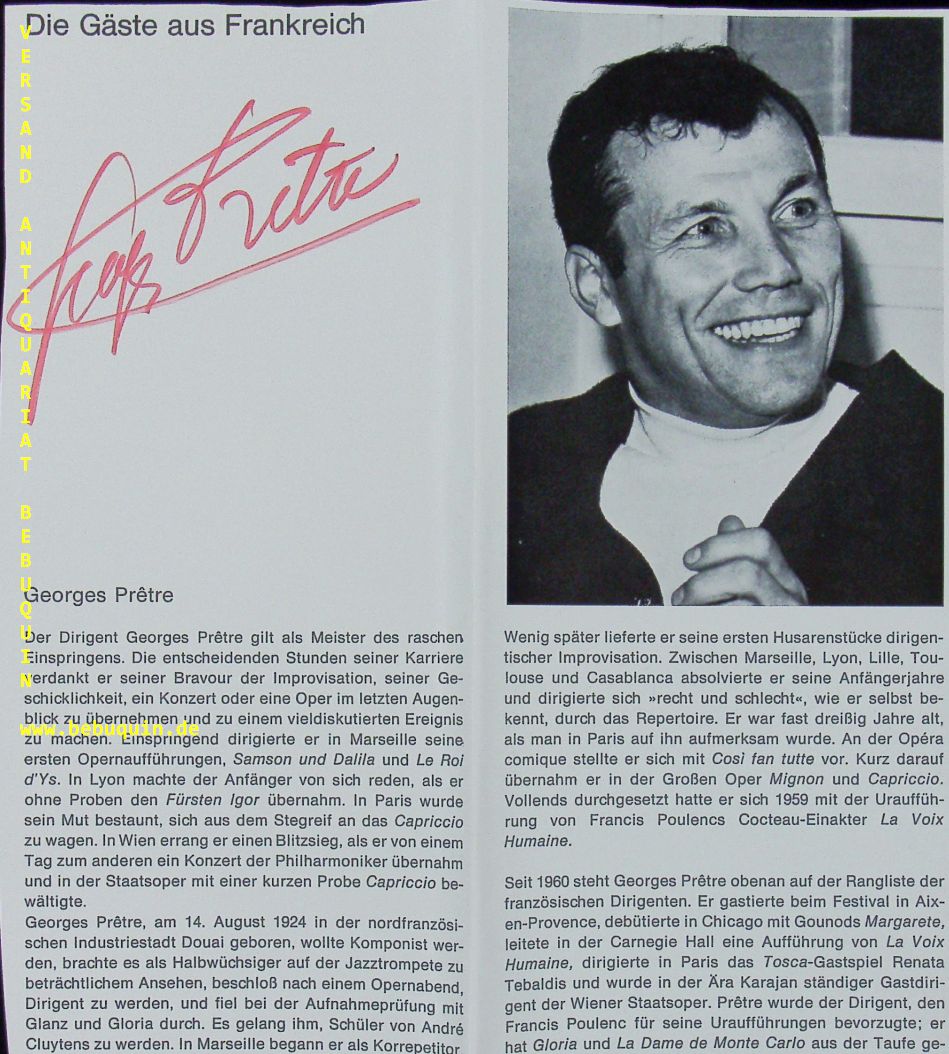 Die Gäste aus Frankreich
Georges Prêtre
Georges Prêtre
Der Dirigent Georges Prêtre gilt als Meister des raschen
Einspringens. Die entscheidenden Stunden seiner Karriere
verdankt er seiner Bravour der Improvisation, seiner Ge-
schicklichkeit, ein Konzert oder eine Oper im letzten Augen-
blick zu übernehmen und zu einem vieldiskutierten Ereignis
zu machen. Einspringend dirigierte er in Marseille seine
ersten Opernaufführungen, Samson und Dalila und Le Roi
d'Ys. In Lyon machte der Anfänger von sich reden, als er
ohne Proben den Fürsten Igor übernahm. In Paris wurde
sein Mut bestaunt, sich aus dem Stegreif an das Capriccio
zu wagen. In Wien errang er einen Blitzsieg, als er von einem
Tag zum anderen ein Konzert der Philharmoniker übernahm
und in der Staatsoper mit einer kurzen Probe Capriccio be-
wältigte.
Georges Prêtre, am 14. August 1924 in der nordfranzösi-
schen Industriestadt Douai geboren, wollte Komponist wer-
den, brachte es als Halbwüchsiger auf der Jazztrompete zu
beträchtlichem Ansehen, beschloß nach einem Opernabend,
Dirigent zu werden, und fiel bei der Aufnahmeprüfung mit
Glanz und Gloria durch. Es gelang ihm, Schüler von André
Cluytens zu werden. In Marseille begann er als Korrepetitor
Wenig später lieferte er seine ersten Husarenstücke dirigen-
tischer Improvisation. Zwischen Marseille, Lyon, Lille, Tou-
louse und Casablanca absolvierte er seine Anfängerjahre
und dirigierte sich »recht und schlecht«, wie er selbst be-
kennt, durch das Repertoire. Er war fast dreißig Jahre alt,
als man in Paris auf ihn aufmerksam wurde. An der Opéra
comique stellte er sich mit Così fan tutte vor. Kurz darauf
übernahm er in der Großen Oper Mignon und Capriccio.
Vollends durchgesetzt hatte er sich 1959 mit der Urauffüh-
rung von Francis Poulencs Cocteau-Einakter La Voix
Humaine.
Seit 1960 steht Georges Prêtre obenan auf der Rangliste der
französischen Dirigenten. Er gastierte beim Festival in Aix-
en-Provence, debütierte in Chicago mit Gounods Margarete,
leitete in der Carnegie Hall eine Aufführung von La Voix
Humaine, dirigierte in Paris das Tosca-Gastspiel Renata
Tebaldis und wurde in der Ära Karajan ständiger Gastdiri-
gent der Wiener Staatsoper. Prêtre wurde der Dirigent, den
Francis Poulenc für seine Uraufführungen bevorzugte; er
hat Gloria und La Dame de Monte Carlo aus der Taufe ge-
VERSAND ANTIQUARIAT BEBUQUIN
www.bebuquin.de